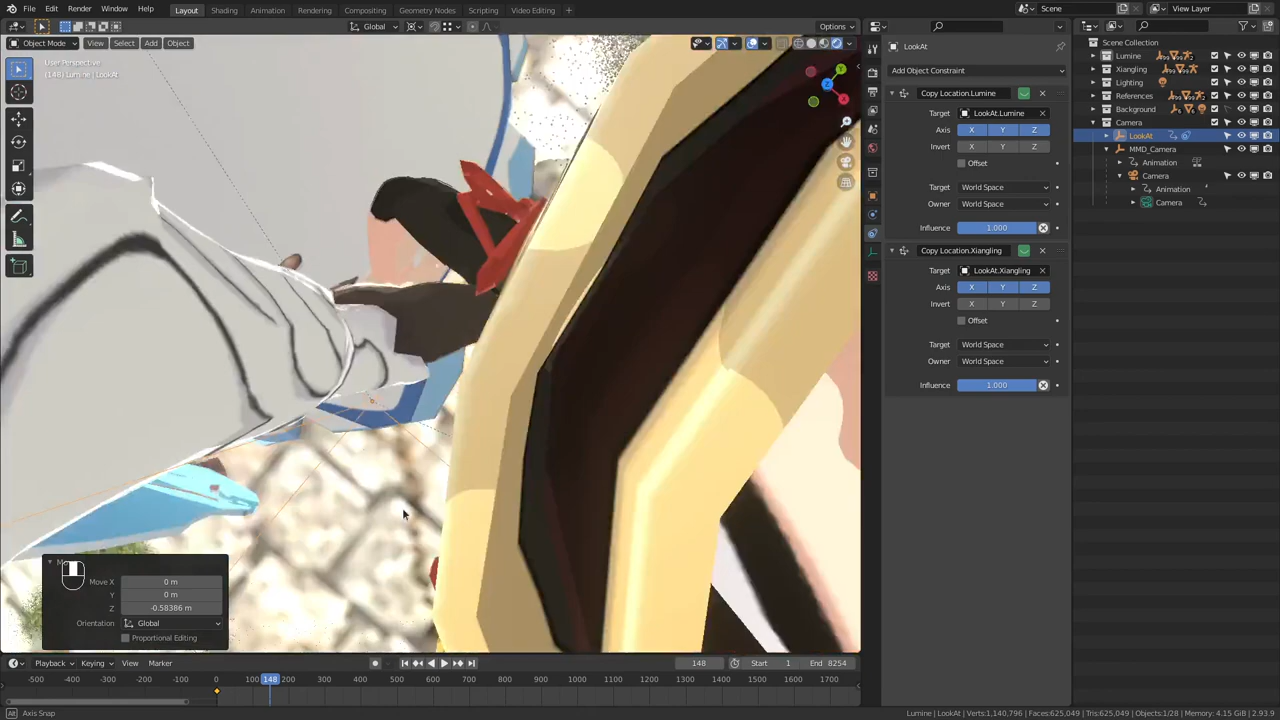 File Edit Render Window Help Layout Shading Animation Rendering Compositing Geometry Nodes Scripting Video Editing + Scene View Layer
Global Options
Object Mode View Select Add Object
User Perspective
(148) Lumine | LookAt
LookAt
Add Object Constraint
Copy Location.Lumine
Target LookAt.Lumine
Axis X Y Z
Invert X Y Z
Offset
Target World Space
Owner World Space
Influence 1.000
Copy Location.Xiangling
Target LookAt.Xiangling
Axis X Y Z
Invert X Y Z
Offset
Target World Space
Owner World Space
Influence 1.000
Scene Collection
Lumine
Xiangling
Lighting
References
Background
Camera
LookAt
MMD_Camera
Animation
Camera
Animation
Camera
Move X 0 m
Y 0 m
Z -0.58386 m
Orientation Global
Proportional Editing
Playback Keying View Marker 148 Start 1 End 8254
-500 -400 -300 -200 -100 0 100 148 200 300 400 500 600 700 800 900 1000 1100 1200 1300 1400 1500 1600 1700
Axis Snap
Lumine | LookAt | Verts:1,140,796 | Faces:625,049 | Tris:625,049 | Objects:1/28 | Memory: 4.15 GiB | 2.93.9